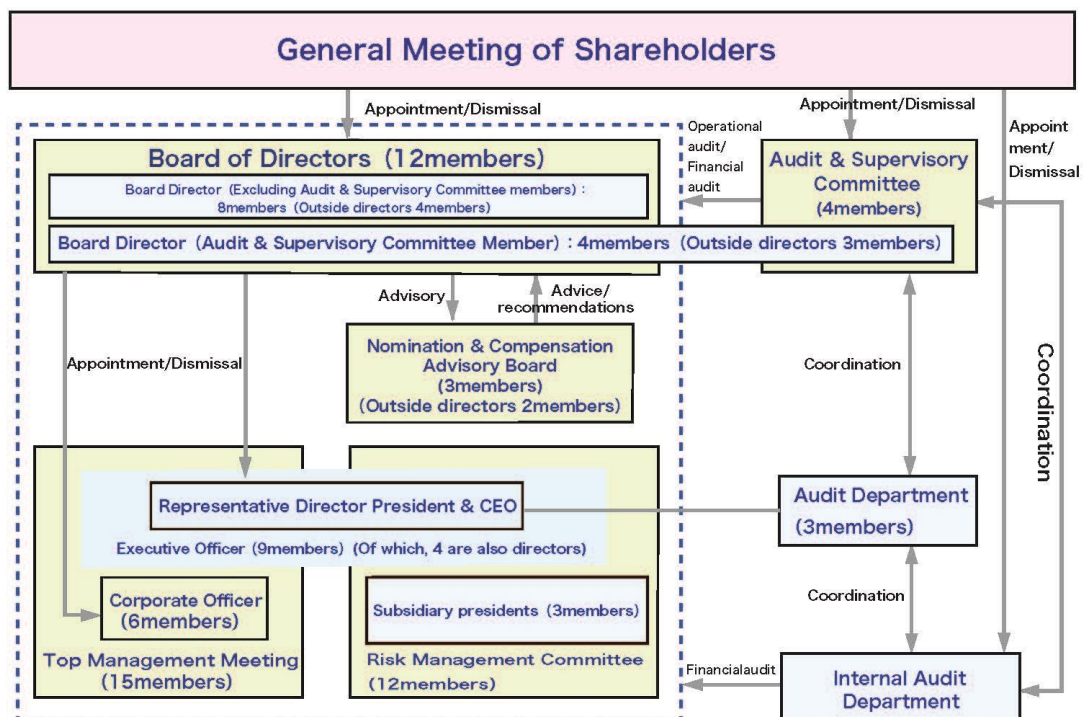 General Meeting of Shareholders
Appointment/Dismissal
Appointment/Dismissal
Appoint
ment/
Dismissal
Operational
audit/
Financial
audit
Board of Directors (12members)
Board Director (Excluding Audit & Supervisory Committee members) :
8members (Outside directors 4members)
Board Director (Audit & Supervisory Committee Member) : 4members (Outside directors 3members)
Audit & Supervisory
Committee
(4members)
Advisory
Advice/
recommendations
Appointment/Dismissal
Nomination & Compensation
Advisory Board
(3members)
(Outside directors 2members)
Coordination
Coordination
Representative Director President & CEO
Executive Officer (9members) (Of which, 4 are also directors)
Audit Department
(3members)
Corporate Officer
(6members)
Subsidiary presidents (3members)
Coordination
Top Management Meeting
(15members)
Risk Management Committee
(12members)
Financialaudit
Internal Audit
Department